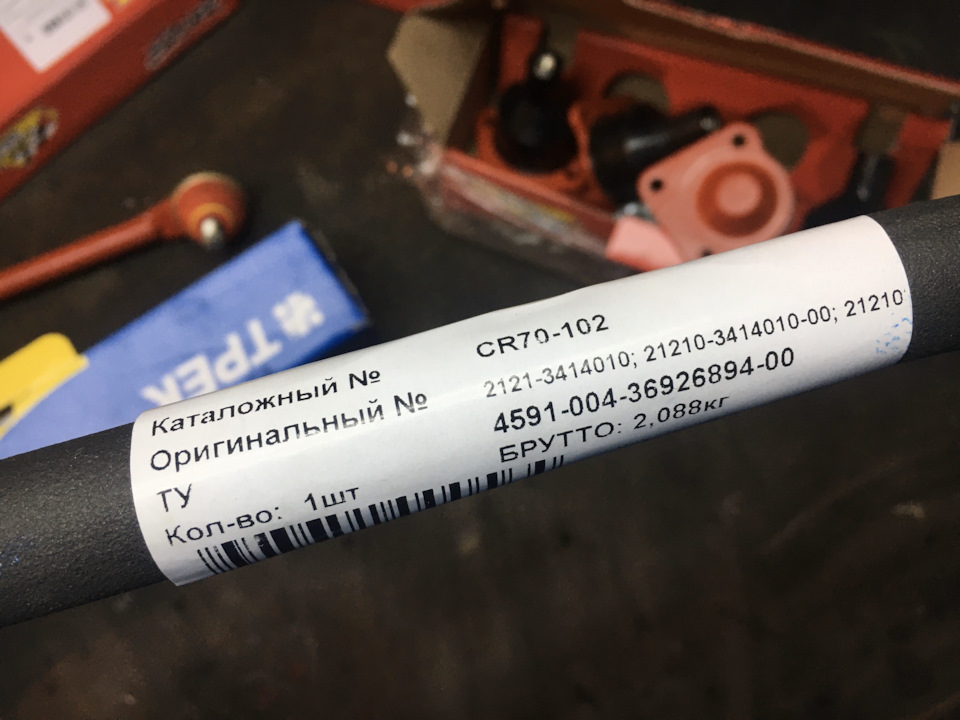 ТРЕК
Каталожный № CR70-102
Оригинальный № 2121-3414010; 21210-3414010-00; 21210
ТУ 4591-004-36926894-00
Кол-во: 1шт БРУТТО: 2,088кг